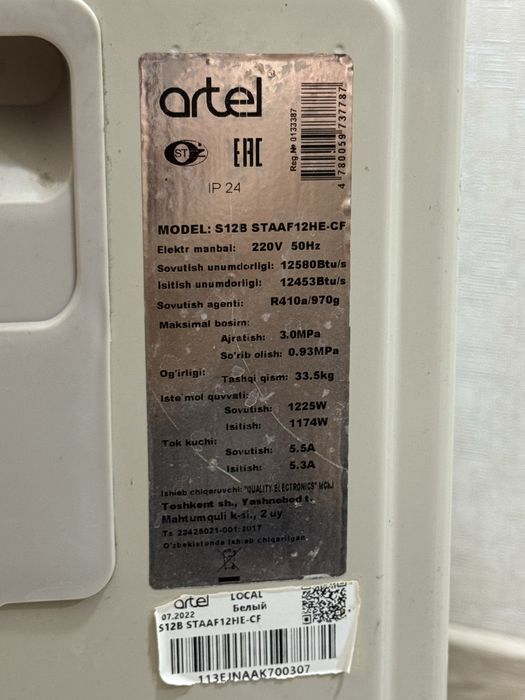 artel
EAC
Reg.№ 0133387
4 780059 737787
IP 24
MODEL: S12B STAAF12HE-CF
Elektr manbai: 220V 50Hz
Sovutish unumdorligi: 12580Btu/s
Isitish unumdorligi: 12453Btu/s
Sovutish agenti: R410a/970g
Maksimal bosim:
Ajratish: 3.0MPa
So'rib olish: 0.93MPa
Og'irligi: Tashqi qism: 33.5kg
Iste'mol quvvati:
Sovutish: 1225W
Isitish: 1174W
Tok kuchi:
Sovutish: 5.5A
Isitish: 5.3A
Ishlab chiqaruvchi: "QUALITY ELECTRONICS" MChJ
Toshkent sh., Yashnobod t.
Mahtumquli k-si., 2 uy
Ts 23425021-001:2017
O'zbekistonda ishlab chiqarilgan
artel LOCAL
07.2022 Белый
S12B STAAF12HE-CF
113EJNAAK700307